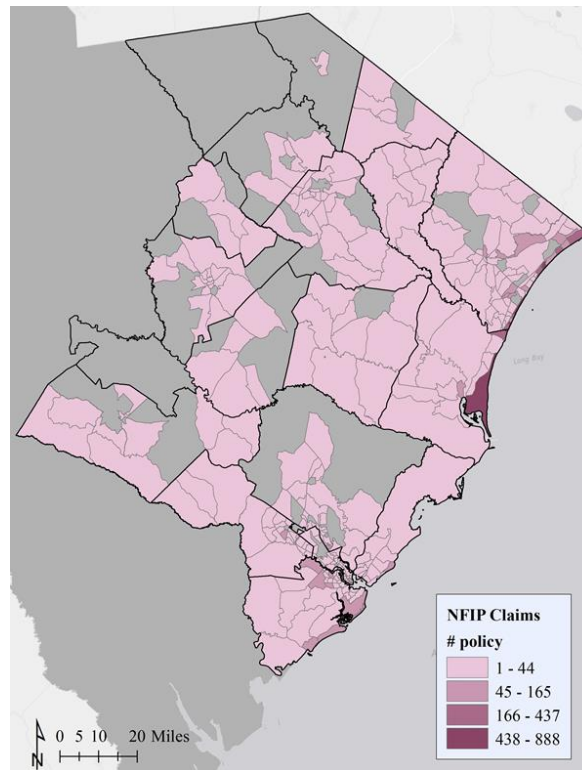 Long Bay
NFIP Claims
# policy
1 - 44
45 - 165
166 - 437
438 - 888
N
0 5 10 20 Miles